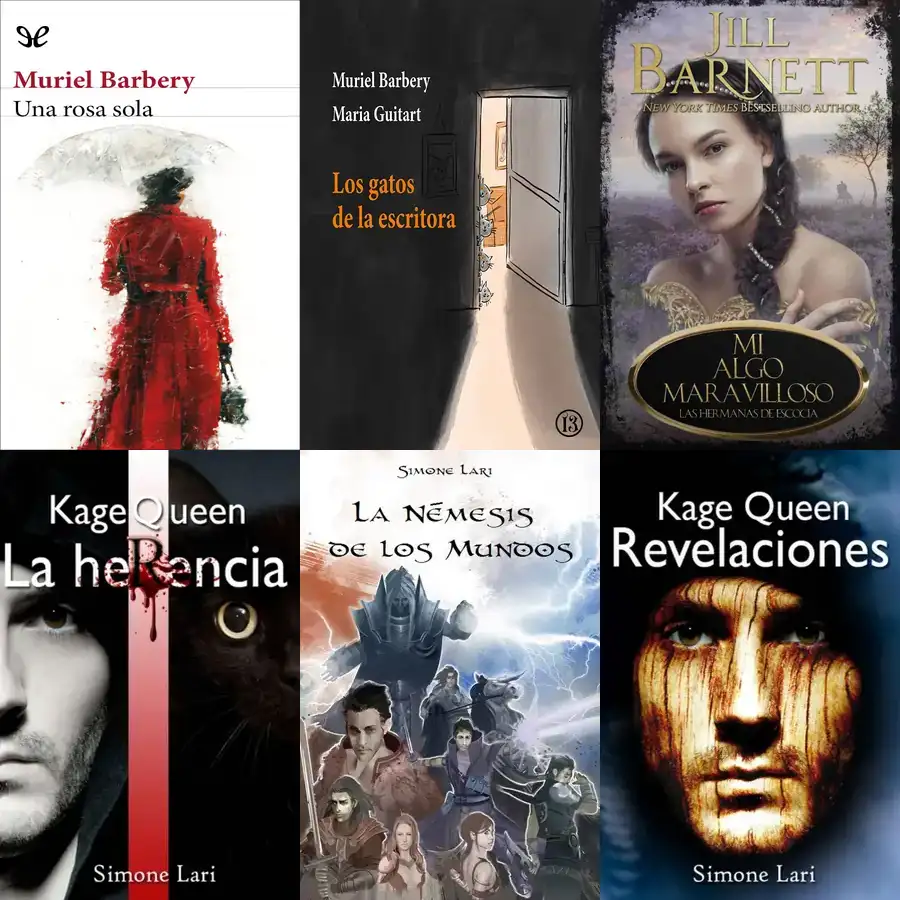 Muriel Barbery
Una rosa sola
Muriel Barbery
Maria Guitart
Los gatos
de la escritora
13
JILL
BARNETT
NEW YORK TIMES BESTSELLING AUTHOR
MI
ALGO
MARAVILLOSO
LAS HERMANAS DE ESCOCIA
Kage Queen
La heRencia
Simone Lari
Simone Lari
La Némesis
de los Mundos
Kage Queen
Revelaciones
Simone Lari